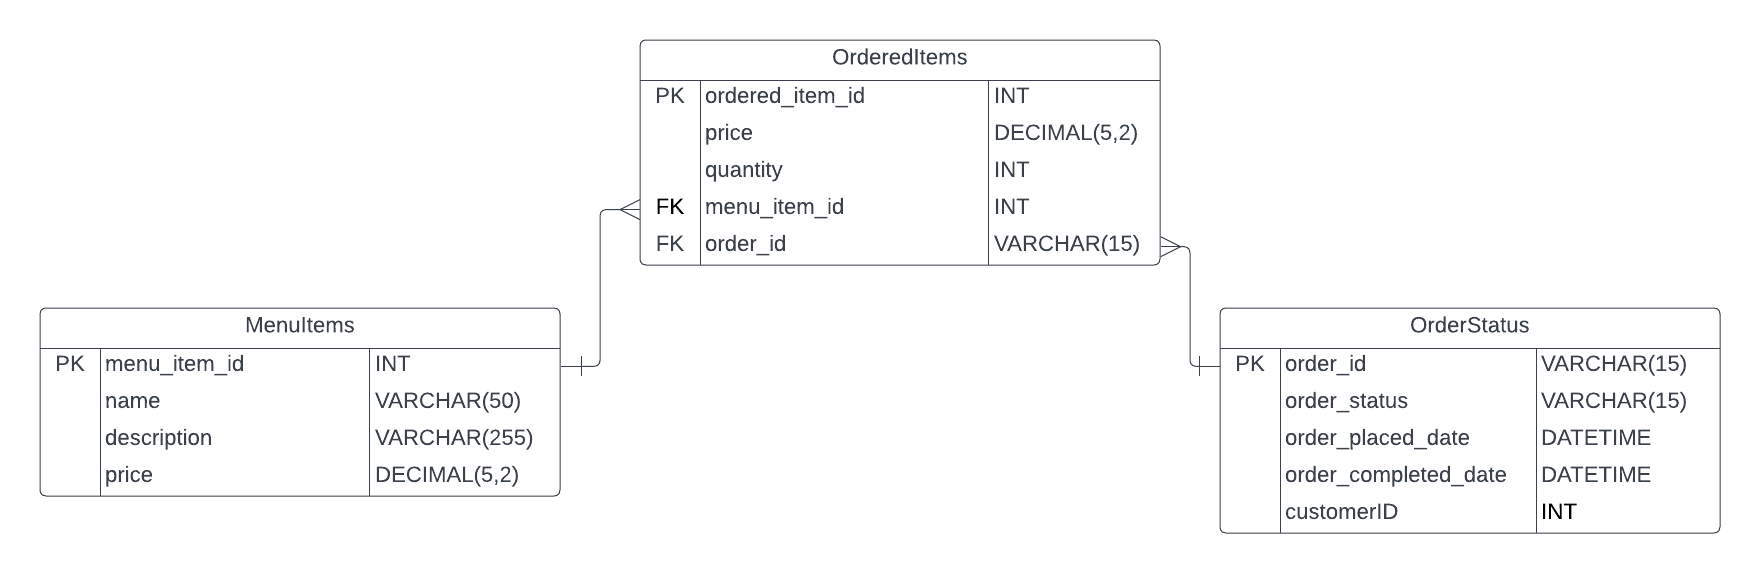 OrderedItems
PK ordered_item_id INT
price DECIMAL(5,2)
quantity INT
FK menu_item_id INT
FK order_id VARCHAR(15)
MenuItems
PK menu_item_id INT
name VARCHAR(50)
description VARCHAR(255)
price DECIMAL(5,2)
OrderStatus
PK order_id VARCHAR(15)
order_status VARCHAR(15)
order_placed_date DATETIME
order_completed_date DATETIME
customerID INT